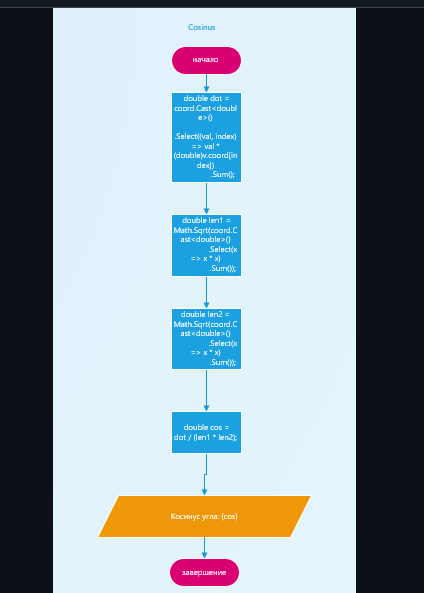 Cosinus
начало
double dot =
coord.Cast<doubl
e>()
.Select((val, index)
=> val *
(double)v.coord[in
dex])
.Sum();
double len1 =
Math.Sqrt(coord.C
ast<double>()
.Select(x
=> x * x)
.Sum());
double len2 =
Math.Sqrt(coord.C
ast<double>()
.Select(x
=> x * x)
.Sum());
double cos =
dot / (len1 * len2);
Косинус угла: {cos}
завершение